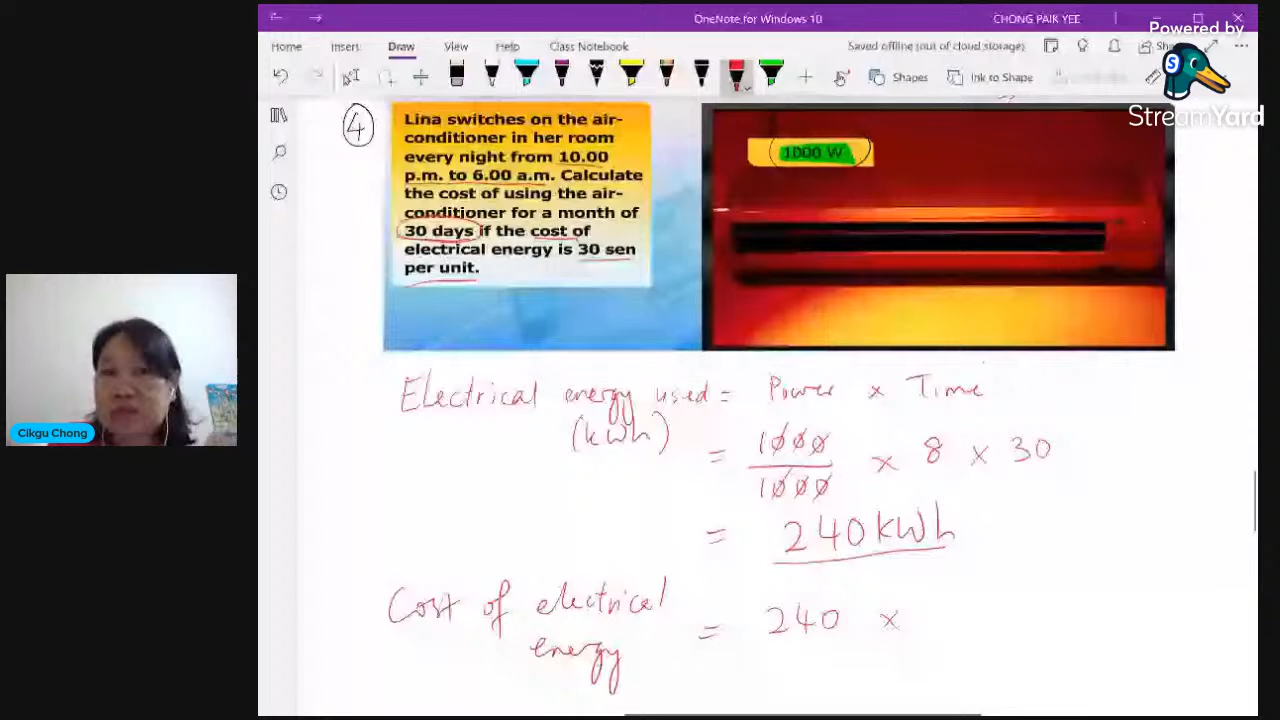 OneNote for Windows 10
CHONG PAIK YEE
Powered by
StreamYard
Home Insert Draw View Help Class Notebook
Saved offline (out of cloud storage)
Shapes
Ink to Shape
4
Lina switches on the air-
conditioner in her room
every night from 10.00
p.m. to 6.00 a.m. Calculate
the cost of using the air-
conditioner for a month of
30 days if the cost of
electrical energy is 30 sen
per unit.
1000 W
Cikgu Chong
Electrical energy used = Power x Time
(kWh)
= 1000/1000 x 8 x 30
= 240 kWh
Cost of electrical
energy
= 240 x